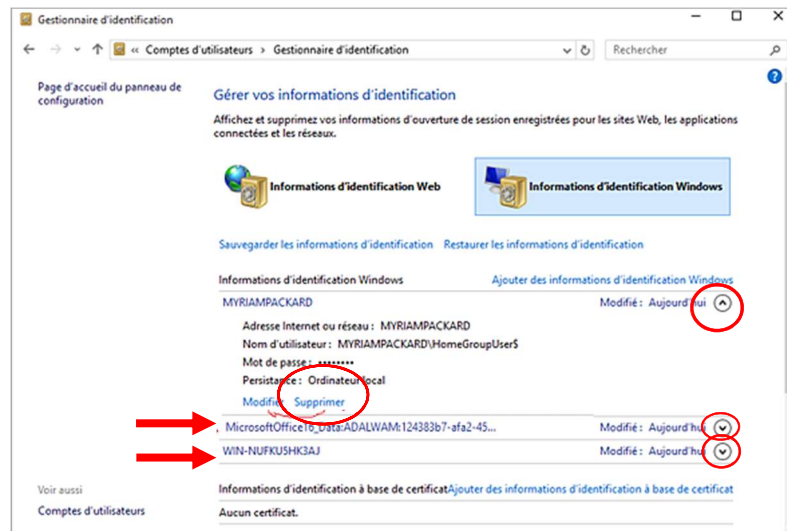 Gestionnaire d'identification
« Comptes d'utilisateurs > Gestionnaire d'identification
Rechercher
Page d'accueil du panneau de
configuration
Gérer vos informations d'identification
Affichez et supprimez vos informations d'ouverture de session enregistrées pour les sites Web, les applications
connectées et les réseaux.
Informations d'identification Web
Informations d'identification Windows
Sauvegarder les informations d'identification Restaurer les informations d'identification
Informations d'identification Windows Ajouter des informations d'identification Windows
MYRIAMPACKARD Modifié : Aujourd'hui
Adresse Internet ou réseau : MYRIAMPACKARD
Nom d'utilisateur : MYRIAMPACKARD\HomeGroupUser$
Mot de passe : ••••••••
Persistance : Ordinateur local
Modifier Supprimer
MicrosoftOffice16_Data:ADALWAM:124383b7-afa2-45... Modifié : Aujourd'hui
WIN-NUFKU5HK3AJ Modifié : Aujourd'hui
Informations d'identification à base de certificat Ajouter des informations d'identification à base de certificat
Aucun certificat.
Voir aussi
Comptes d'utilisateurs